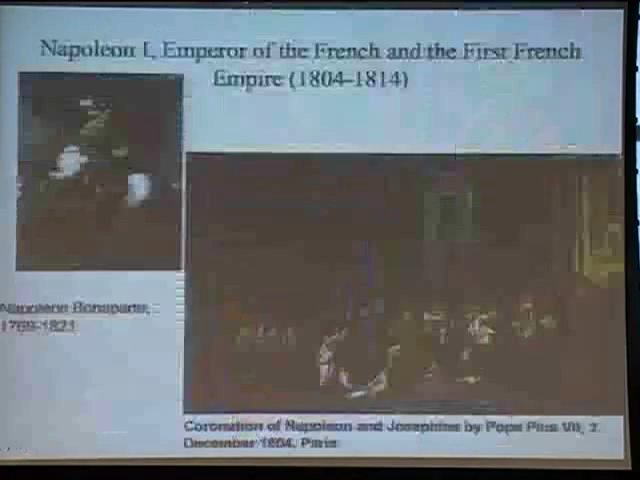 Napoleon I, Emperor of the French and the First French
Empire (1804–1814)
Napoleon Bonaparte,
1769-1821
Coronation of Napoleon and Josephine by Pope Pius VII, 2
December 1804, Paris